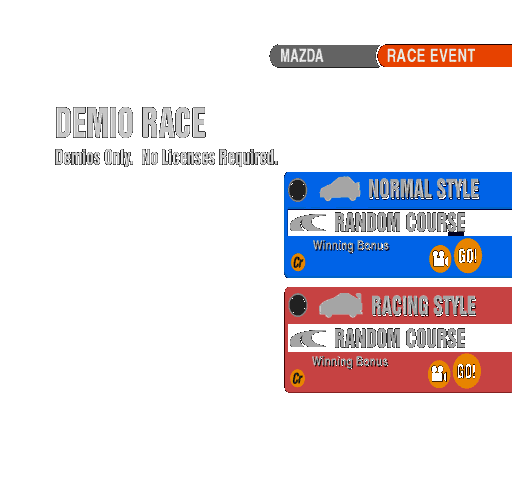 MAZDA RACE EVENT
DEMIO RACE
Demios Only. No Licenses Required.
NORMAL STYLE
RANDOM COURSE
Winning Bonus
Cr GO!
RACING STYLE
RANDOM COURSE
Winning Bonus
Cr GO!